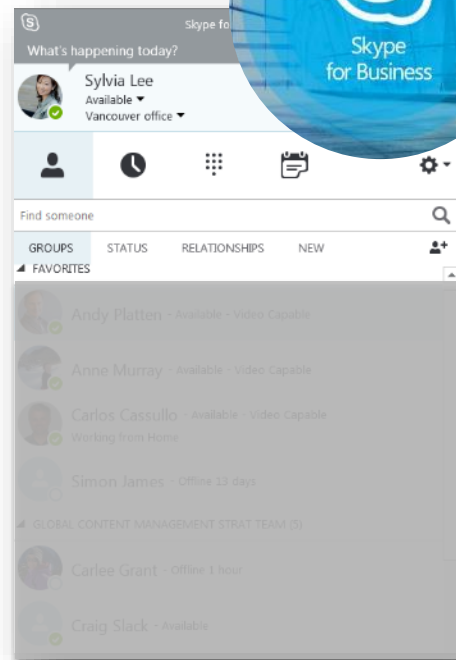 Skype fo
What's happening today?
Skype
for Business
Sylvia Lee
Available
Vancouver office
Find someone
GROUPS STATUS RELATIONSHIPS NEW
FAVORITES
Andy Platten - Available - Video Capable
Anne Murray - Available - Video Capable
Carlos Cassullo - Available - Video Capable
Working from Home
Simon James - Offline 13 days
GLOBAL CONTENT MANAGEMENT STRAT TEAM (5)
Carlee Grant - Offline 1 hour
Craig Slack - Available